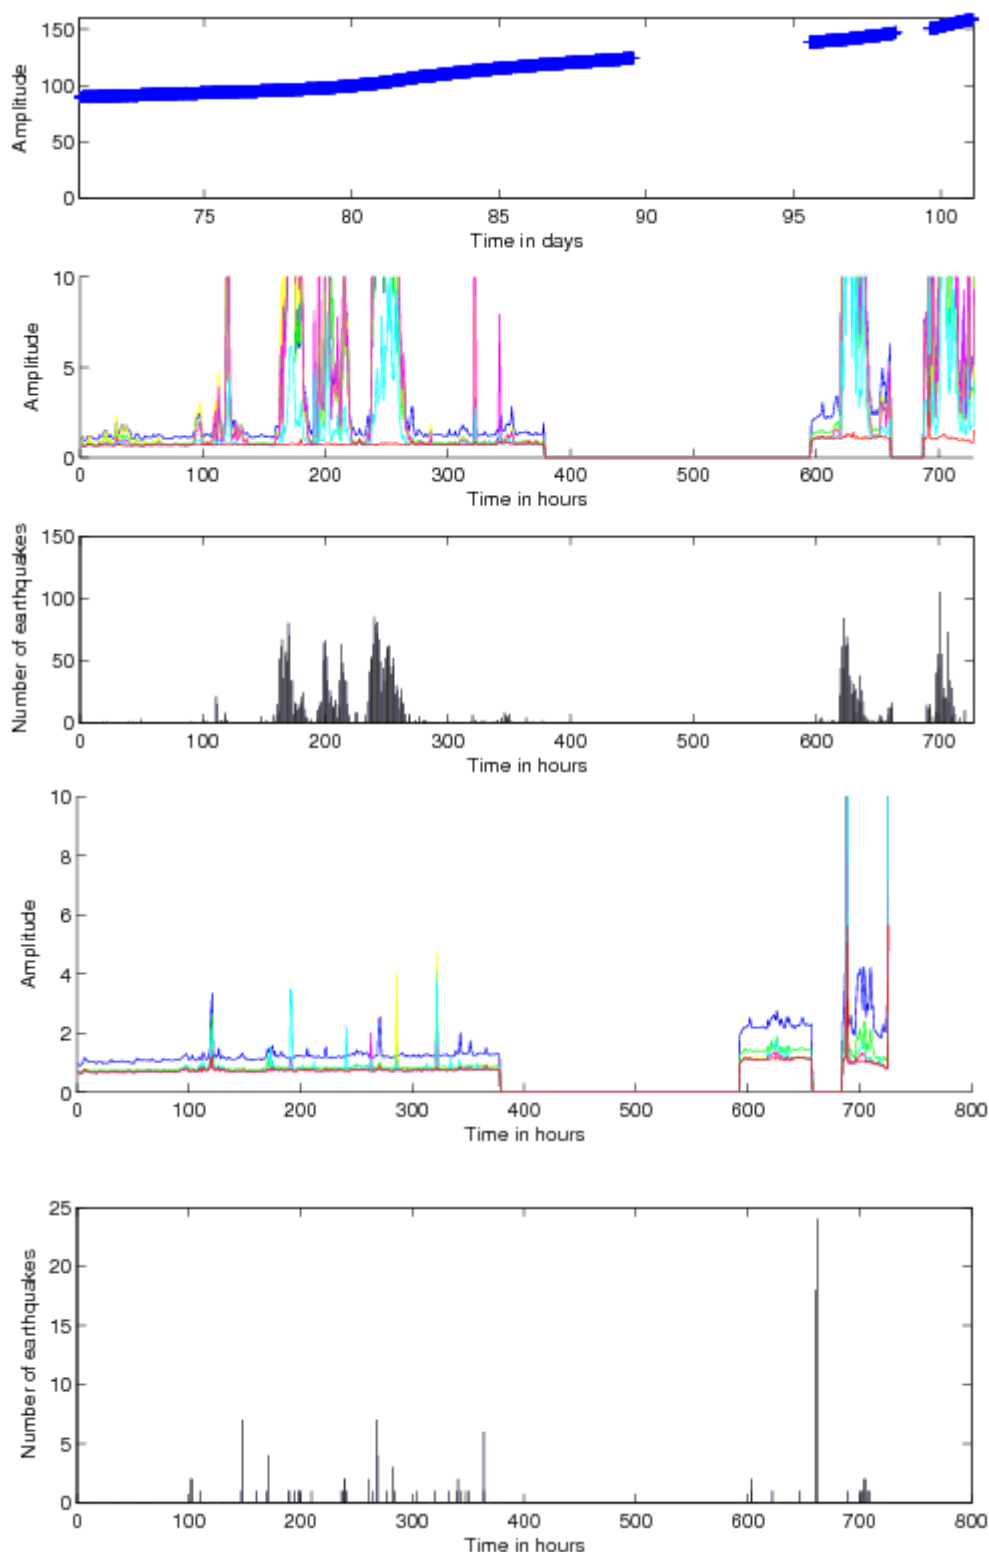 150
100
50
0
Amplitude
75 80 85 90 95 100
Time in days
10
5
0
Amplitude
0 100 200 300 400 500 600 700
Time in hours
150
100
50
0
Number of earthquakes
0 100 200 300 400 500 600 700
Time in hours
10
8
6
4
2
0
Amplitude
0 100 200 300 400 500 600 700 800
Time in hours
25
20
15
10
5
0
Number of earthquakes
0 100 200 300 400 500 600 700 800
Time in hours